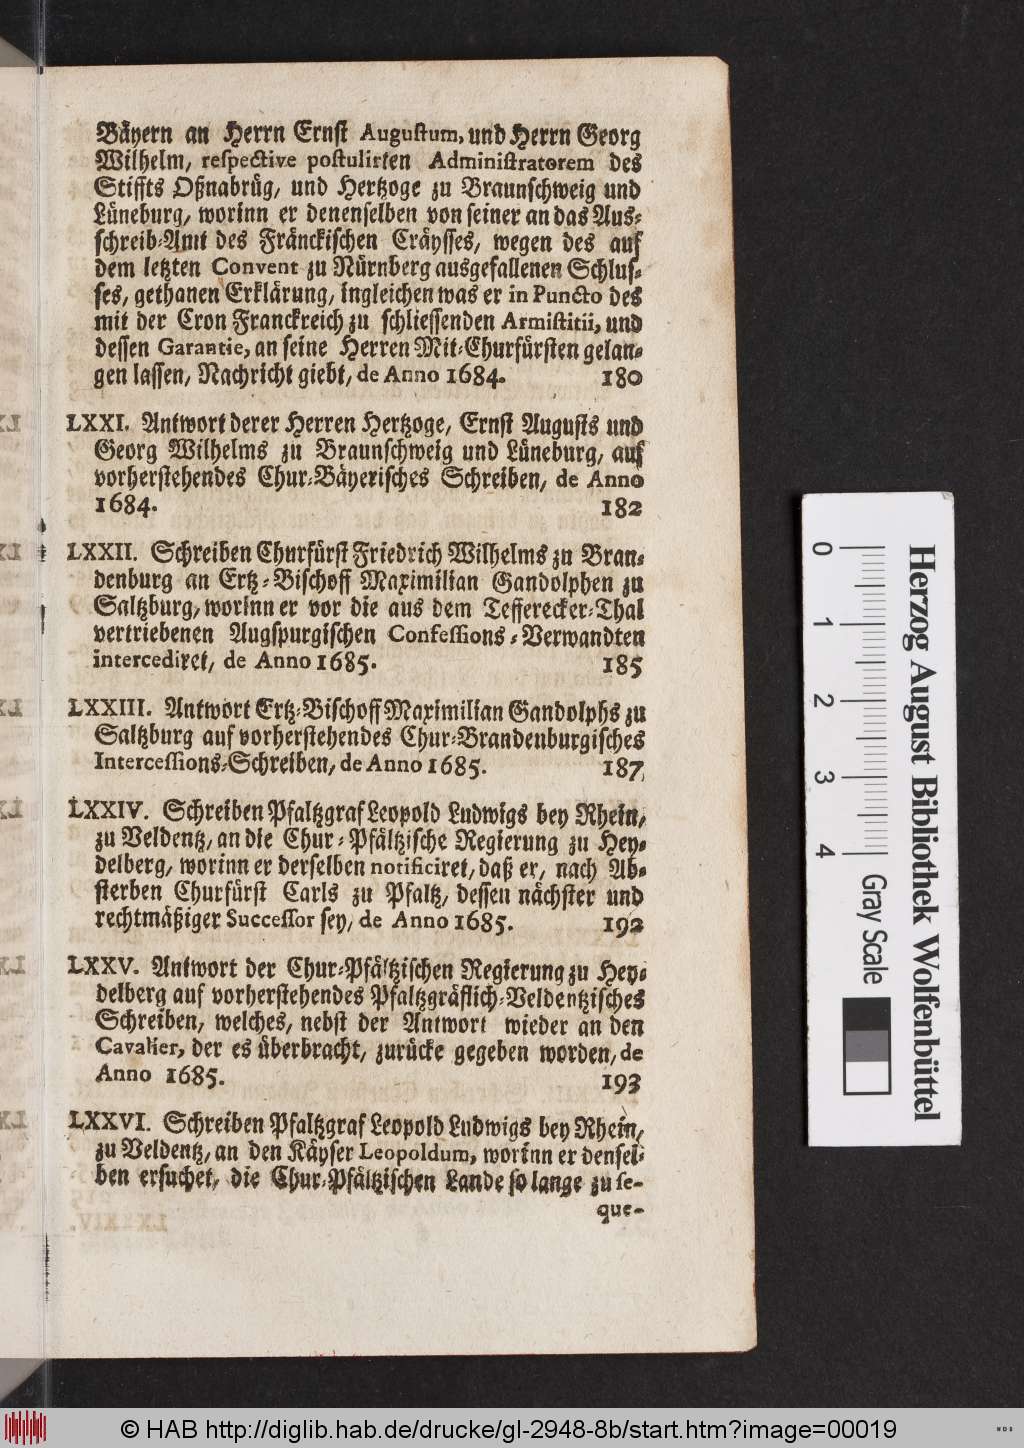 Bäyern an Herrn Ernst Augustum, und Herrn Georg
Wilhelm, respective postulirten Administratorem des
Stiffts Oßnabrüg, und Hertzoge zu Braunschweig und
Lüneburg, worinn er denenselben von seiner an das Aus-
schreib-Amt des Fränckischen Cräysses, wegen des auf
dem letzten Convent zu Nürnberg ausgefallenen Schlus-
ses, gethanen Erklärung, ingleichen was er in Puncto des
mit der Cron Franckreich zu schliessenden Armistitii, und
dessen Garantie, an seine Herren Mit-Churfürsten gelan-
gen lassen, Nachricht giebt, de Anno 1684. 180
LXXI. Antwort derer Herren Hertzoge, Ernst Augusts und
Georg Wilhelms zu Braunschweig und Lüneburg, auf
vorherstehendes Chur-Bäyerisches Schreiben, de Anno
1684. 182
LXXII. Schreiben Churfürst Friedrich Wilhelms zu Bran-
denburg an Ertz-Bischoff Maximilian Gandolphen zu
Saltzburg, worinn er vor die aus dem Tefferecker-Thal
vertriebenen Augspurgischen Confessions-Verwandten
intercediret, de Anno 1685. 185
LXXIII. Antwort Ertz-Bischoff Maximilian Gandolphs zu
Saltzburg auf vorherstehendes Chur-Brandenburgisches
Intercessions-Schreiben, de Anno 1685. 187
LXXIV. Schreiben Pfaltzgraf Leopold Ludwigs bey Rhein,
zu Veldentz, an die Chur-Pfältzische Regierung zu Hey-
delberg, worinn er derselben notificiret, daß er, nach Ab-
sterben Churfürst Carls zu Pfaltz, dessen nächster und
rechtmäßiger Successor sey, de Anno 1685. 192
LXXV. Antwort der Chur-Pfältzischen Regierung zu Hey-
delberg auf vorherstehendes Pfaltzgräflich-Veldentzisches
Schreiben, welches, nebst der Antwort wieder an den
Cavalier, der es überbracht, zurücke gegeben worden, de
Anno 1685. 193
LXXVI. Schreiben Pfaltzgraf Leopold Ludwigs bey Rhein,
zu Veldentz, an den Käyser Leopoldum, worinn er densel-
ben ersuchet, die Chur-Pfältzischen Lande so lange zu se-
que-
0 1 2 3 4
Gray Scale
Herzog August Bibliothek Wolfenbüttel
© HAB http://diglib.hab.de/drucke/gl-2948-8b/start.htm?image=00019